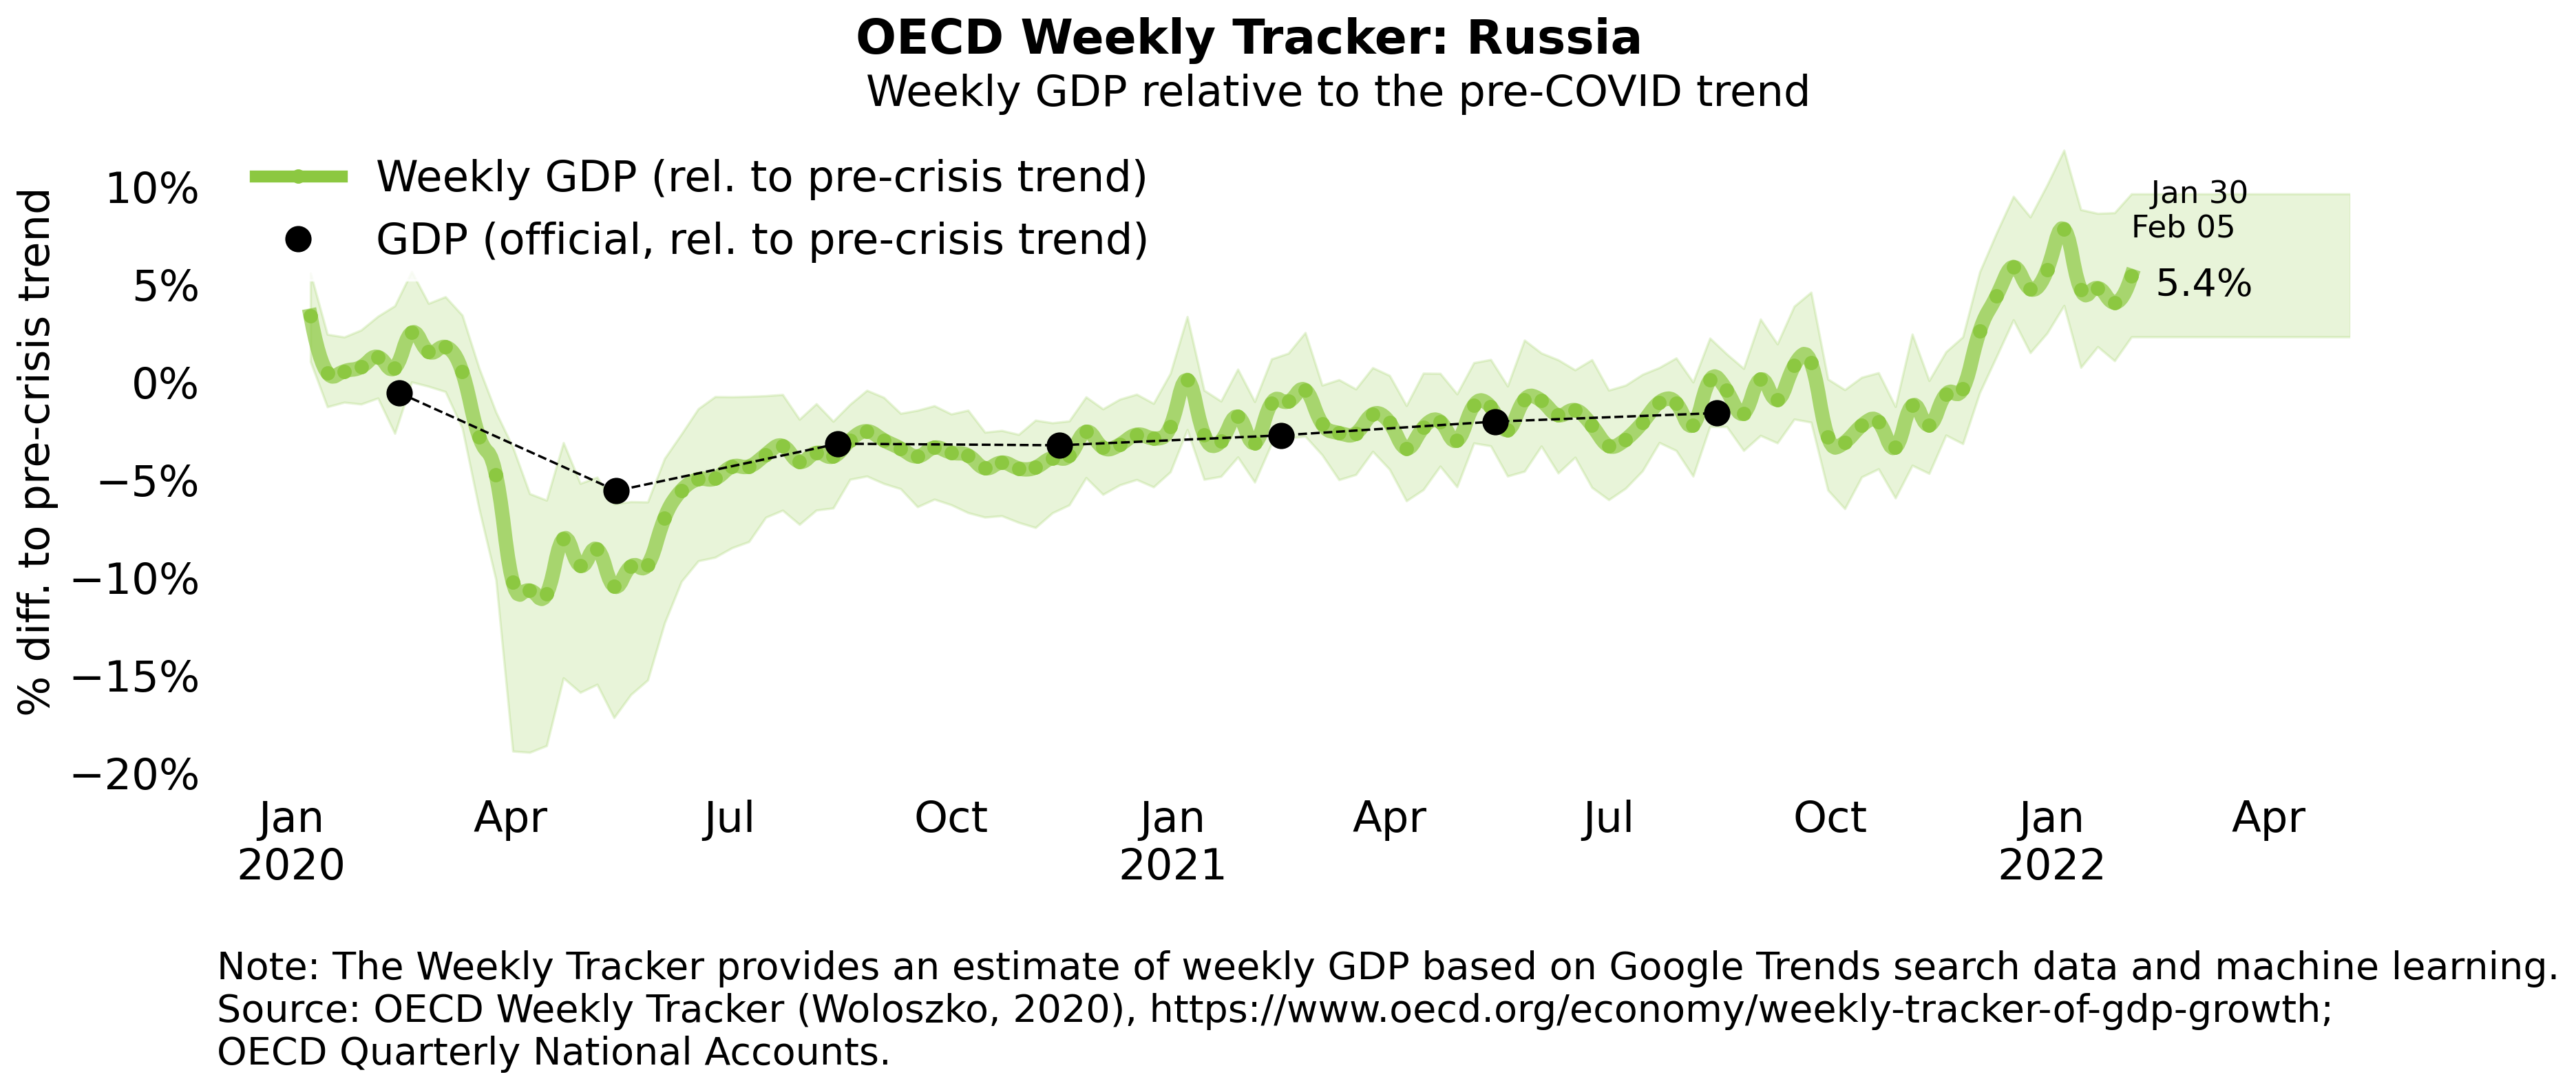 OECD Weekly Tracker: Russia
Weekly GDP relative to the pre-COVID trend
Weekly GDP (rel. to pre-crisis trend)
GDP (official, rel. to pre-crisis trend)
% diff. to pre-crisis trend
10%
5%
0%
−5%
−10%
−15%
−20%
Jan 30
Feb 05
5.4%
Jan Apr Jul Oct Jan Apr Jul Oct Jan Apr
2020 2021 2022
Note: The Weekly Tracker provides an estimate of weekly GDP based on Google Trends search data and machine learning.
Source: OECD Weekly Tracker (Woloszko, 2020), https://www.oecd.org/economy/weekly-tracker-of-gdp-growth;
OECD Quarterly National Accounts.